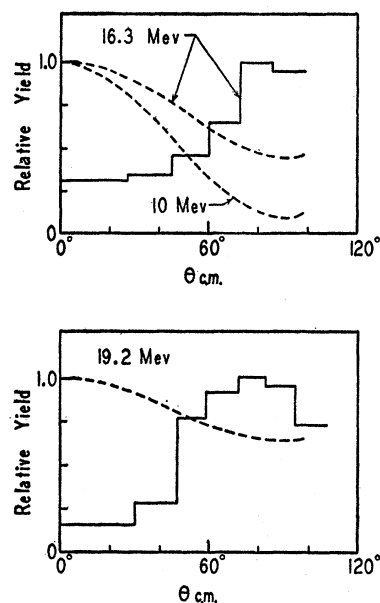 16.3 Mev
1.0
Relative Yield
10 Mev
0
0° 60° 120°
θ c.m.
19.2 Mev
1.0
Relative Yield
0
0° 60° 120°
θ c.m.